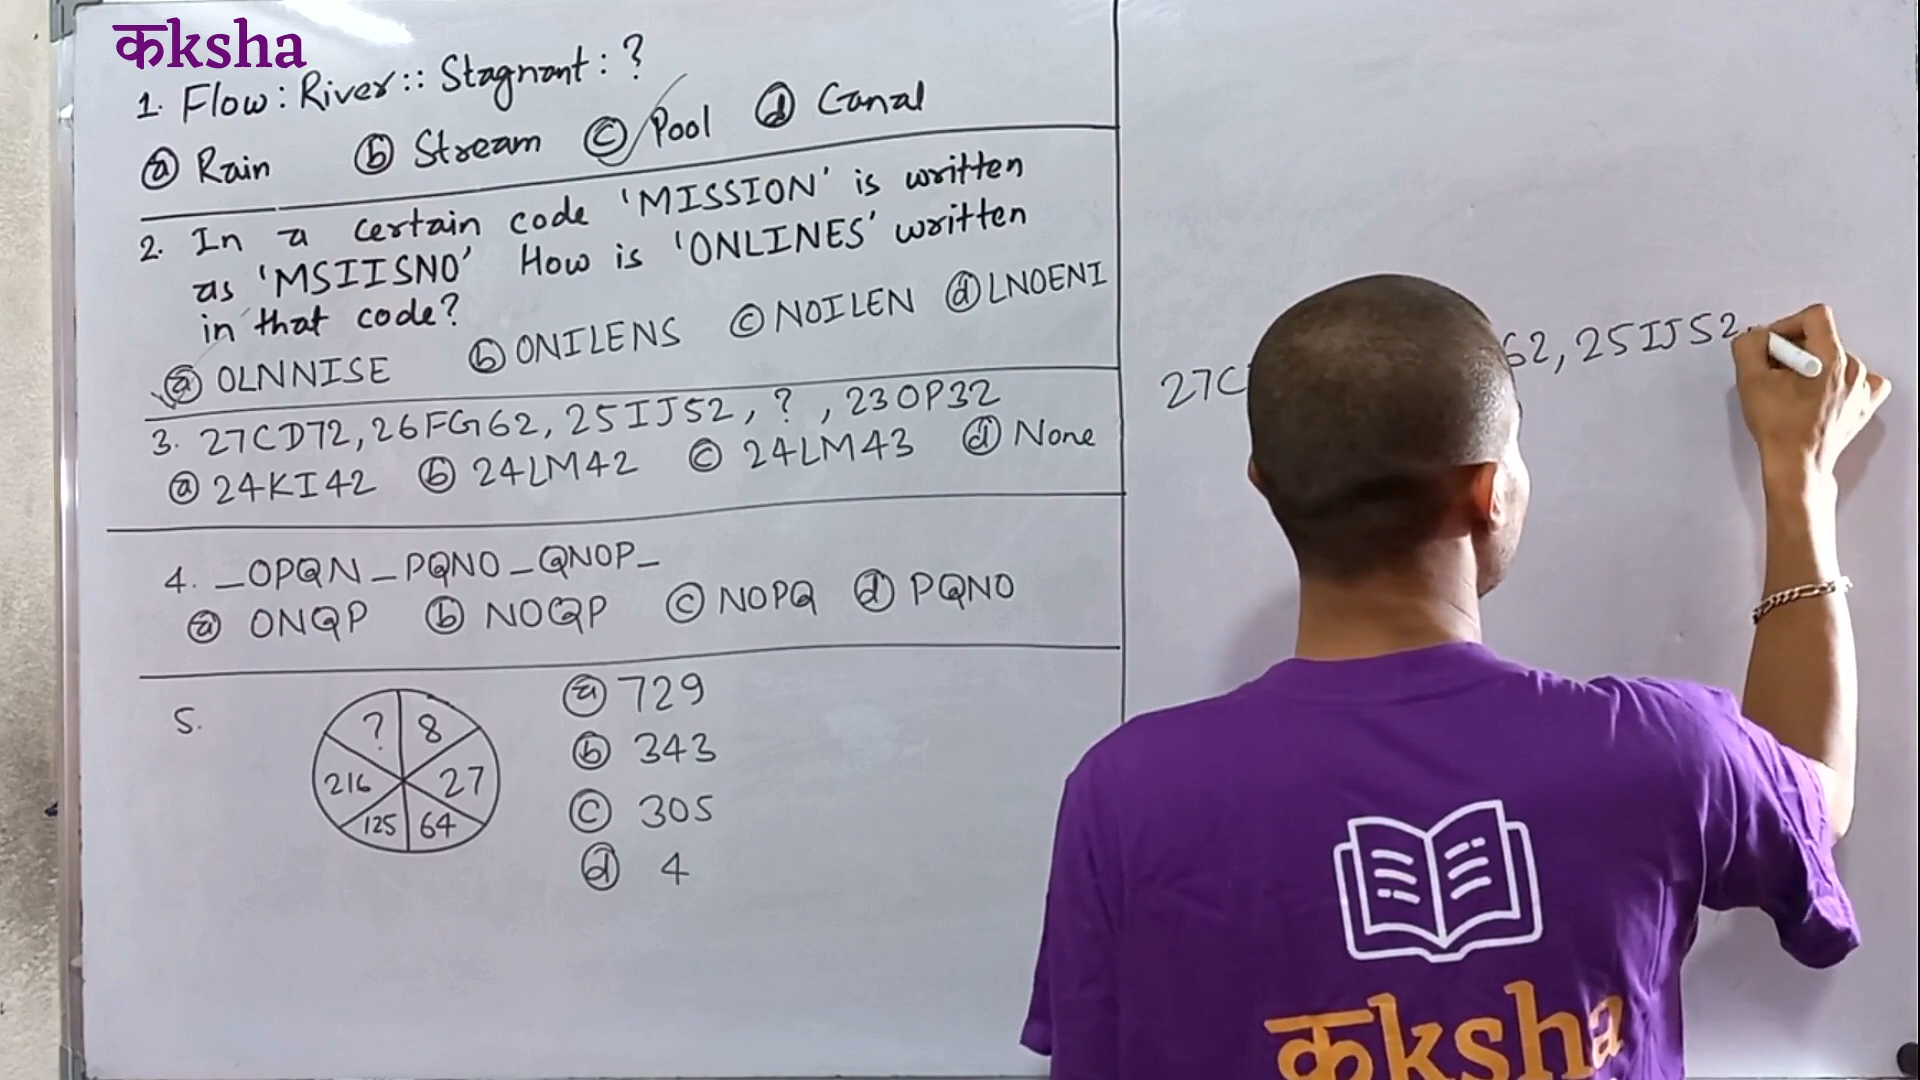 कksha
1. Flow : River :: Stagnant : ?
ⓐ Rain ⓑ Stream ⓒ Pool ⓓ Canal
2. In a certain code 'MISSION' is written
as 'MSIISNO' How is 'ONLINES' written
in that code?
ⓐ OLNNISE ⓑ ONILENS ⓒ NOILEN ⓓ LNOENI
3. 27CD72, 26FG62, 25IJ52, ?, 23OP32
ⓐ 24KI42 ⓑ 24LM42 ⓒ 24LM43 ⓓ None
4. _OPQN_PQNO_QNOP_
ⓐ ONQP ⓑ NOQP ⓒ NOPQ ⓓ PQNO
5.
? 8
216 27
125 64
ⓐ 729
ⓑ 343
ⓒ 305
ⓓ 4
27C 62, 25IJ52
कksha